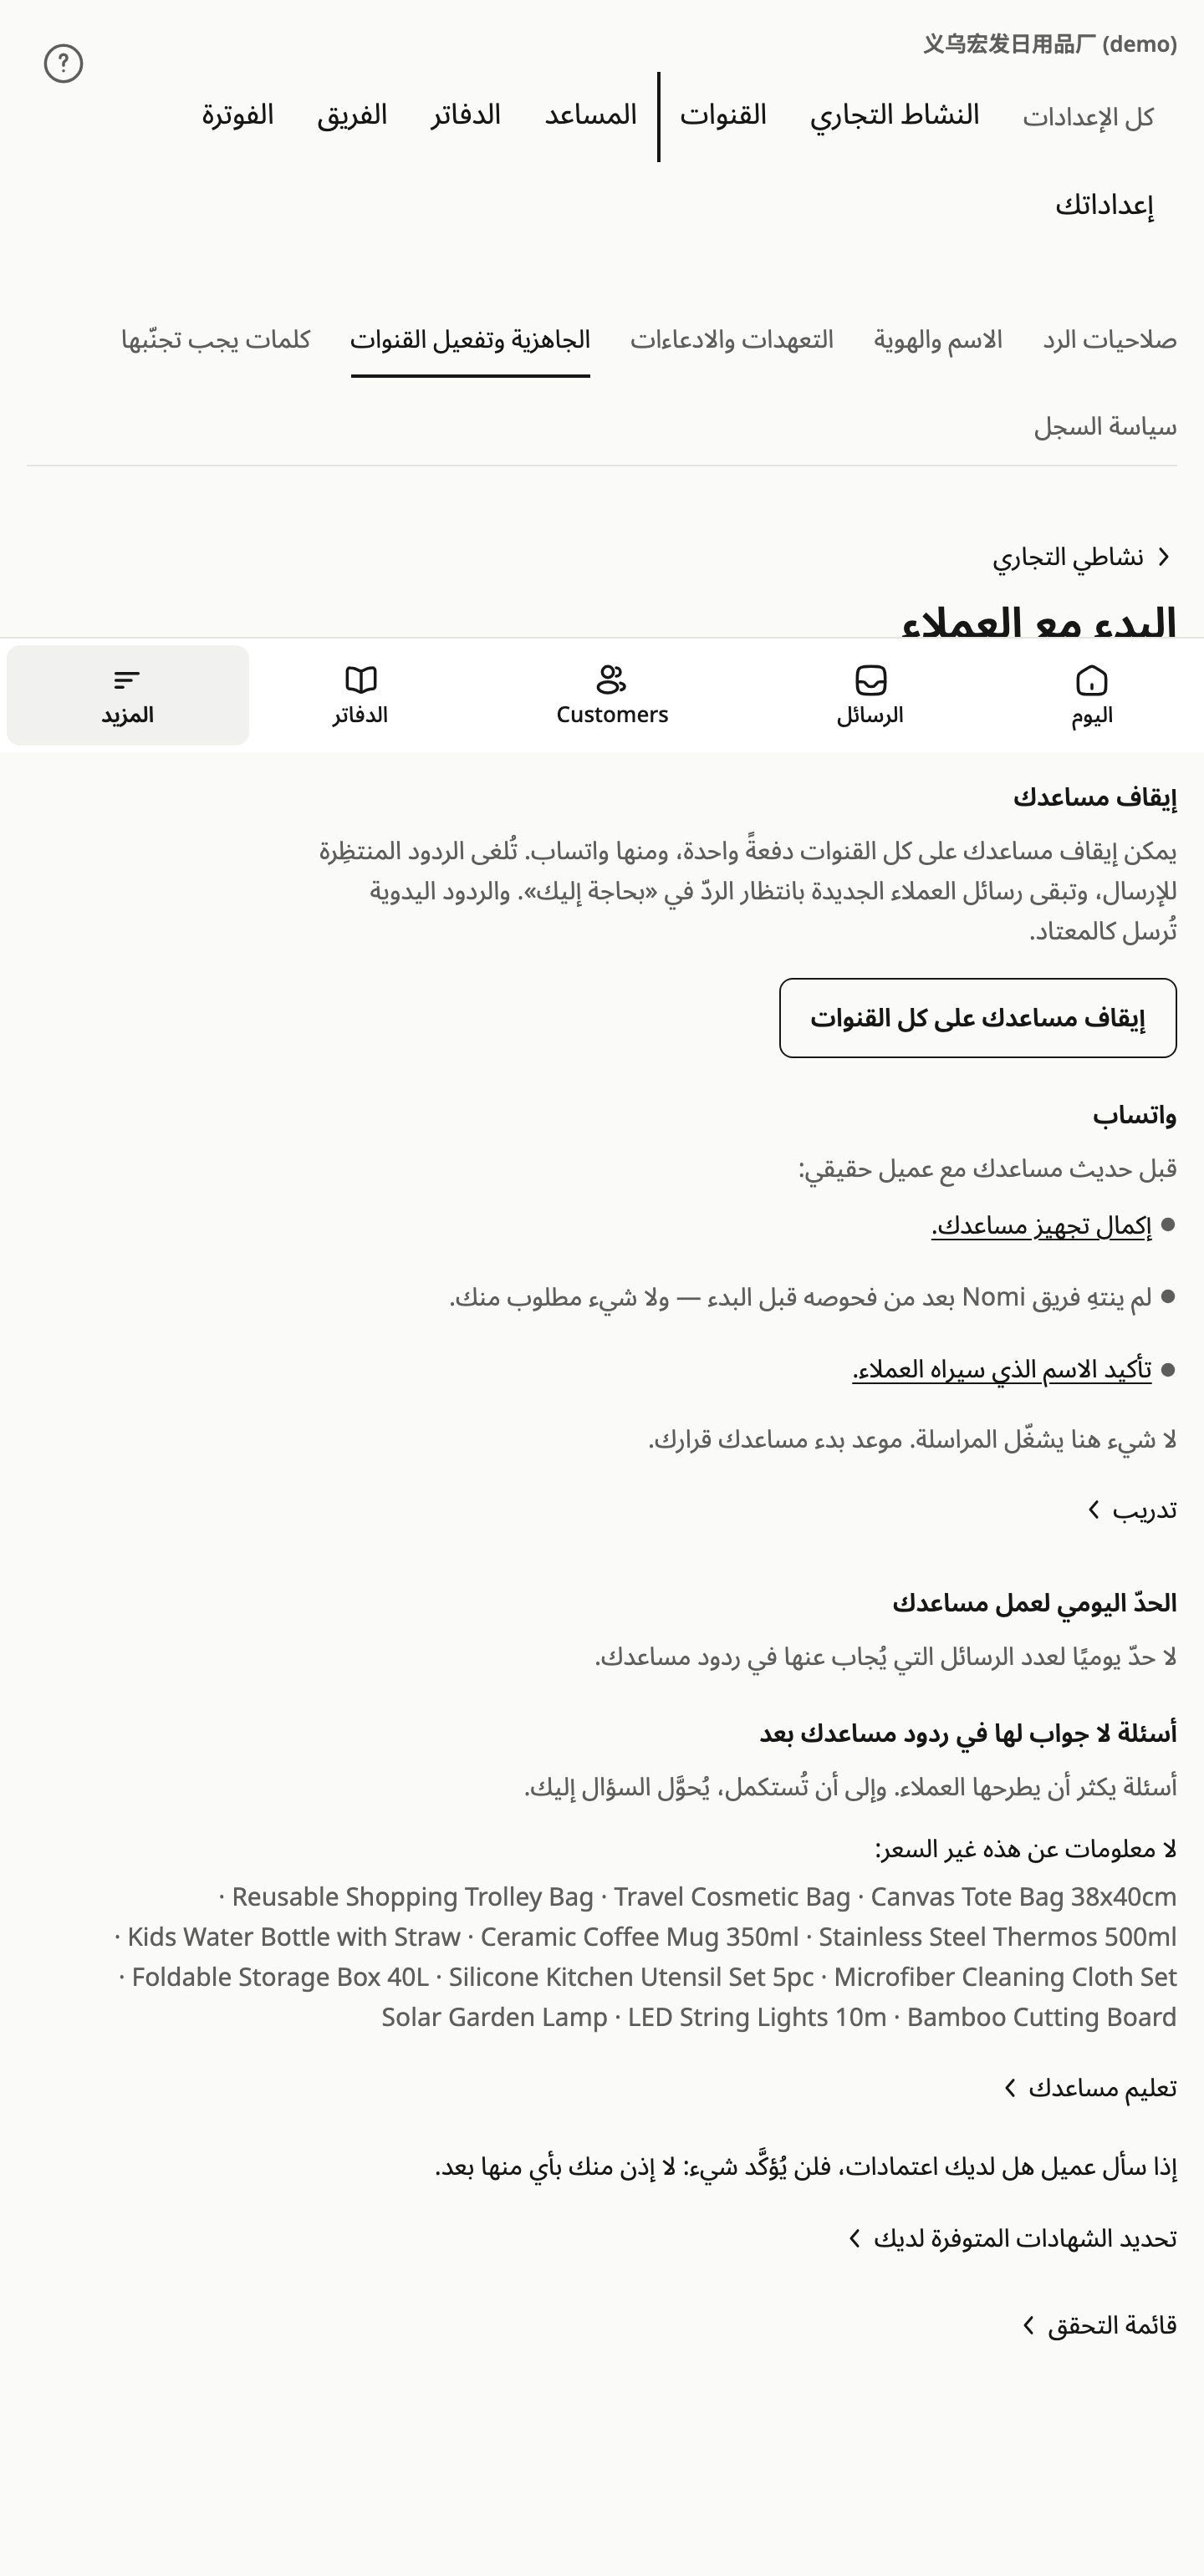 义乌宏发日用品厂 (demo)
كل الإعدادات
النشاط التجاري
القنوات
المساعد
الدفاتر
الفريق
الفوترة
إعداداتك
صلاحيات الرد
الاسم والهوية
التعهدات والادعاءات
الجاهزية وتفعيل القنوات
كلمات يجب تجنّبها
سياسة السجل
نشاطي التجاري
البدء مع العملاء
اليوم
الرسائل
Customers
الدفاتر
المزيد
إيقاف مساعدك
يمكن إيقاف مساعدك على كل القنوات دفعةً واحدة، ومنها واتساب. تُلغى الردود المنتظِرة
للإرسال، وتبقى رسائل العملاء الجديدة بانتظار الردّ في «بحاجة إليك». والردود اليدوية
تُرسل كالمعتاد.
إيقاف مساعدك على كل القنوات
واتساب
قبل حديث مساعدك مع عميل حقيقي:
إكمال تجهيز مساعدك.
لم ينتهِ فريق Nomi بعد من فحوصه قبل البدء — ولا شيء مطلوب منك.
تأكيد الاسم الذي سيراه العملاء.
لا شيء هنا يشغّل المراسلة. موعد بدء مساعدك قرارك.
تدريب
الحدّ اليومي لعمل مساعدك
لا حدّ يوميًا لعدد الرسائل التي يُجاب عنها في ردود مساعدك.
أسئلة لا جواب لها في ردود مساعدك بعد
أسئلة يكثر أن يطرحها العملاء. وإلى أن تُستكمل، يُحوَّل السؤال إليك.
لا معلومات عن هذه غير السعر:
Canvas Tote Bag 38x40cm · Travel Cosmetic Bag · Reusable Shopping Trolley Bag ·
Stainless Steel Thermos 500ml · Ceramic Coffee Mug 350ml · Kids Water Bottle with Straw ·
Microfiber Cleaning Cloth Set · Silicone Kitchen Utensil Set 5pc · Foldable Storage Box 40L ·
Bamboo Cutting Board · LED String Lights 10m · Solar Garden Lamp
تعليم مساعدك
إذا سأل عميل هل لديك اعتمادات، فلن يُؤكَّد شيء: لا إذن منك بأي منها بعد.
تحديد الشهادات المتوفرة لديك
قائمة التحقق